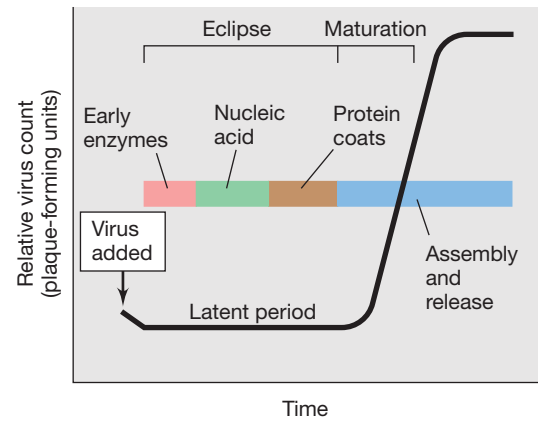 Eclipse
Maturation
Early
enzymes
Nucleic
acid
Protein
coats
Virus
added
Assembly
and
release
Latent period
Relative virus count
(plaque-forming units)
Time